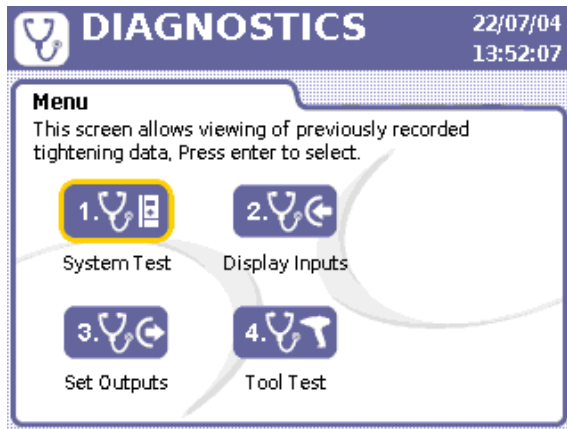 DIAGNOSTICS
22/07/04
13:52:07
Menu
This screen allows viewing of previously recorded
tightening data, Press enter to select.
1.
2.
System Test
Display Inputs
3.
4.
Set Outputs
Tool Test